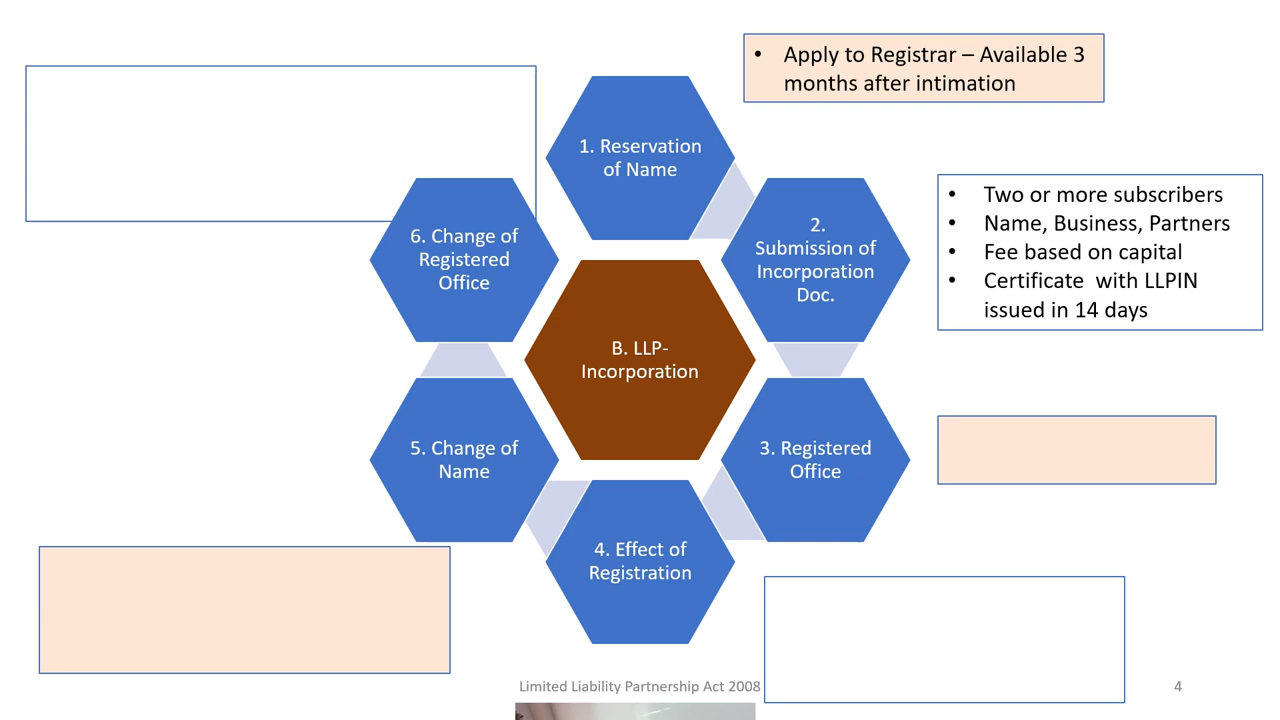 • Apply to Registrar – Available 3
months after intimation
1. Reservation
of Name
2.
Submission of
Incorporation
Doc.
• Two or more subscribers
• Name, Business, Partners
• Fee based on capital
• Certificate  with LLPIN
issued in 14 days
6. Change of
Registered
Office
B. LLP-
Incorporation
3. Registered
Office
5. Change of
Name
4. Effect of
Registration
Limited Liability Partnership Act 2008
4